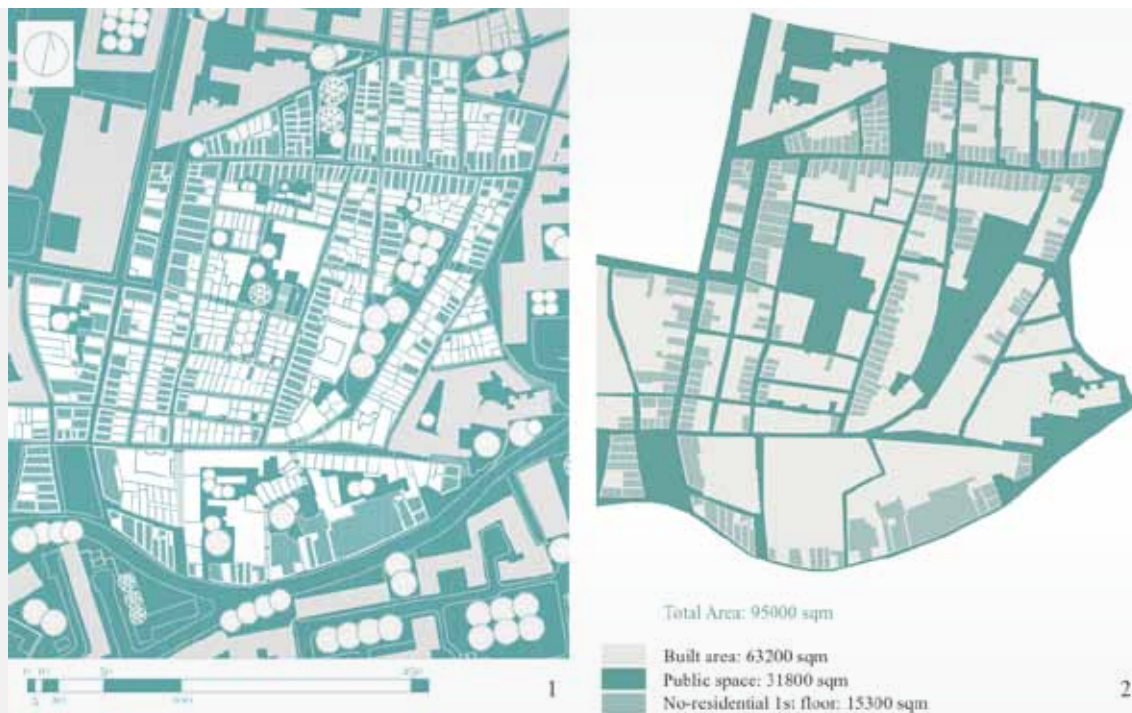 1
Total Area: 95000 sqm
Built area: 63200 sqm
Public space: 31800 sqm
No-residential 1st floor: 15300 sqm
2